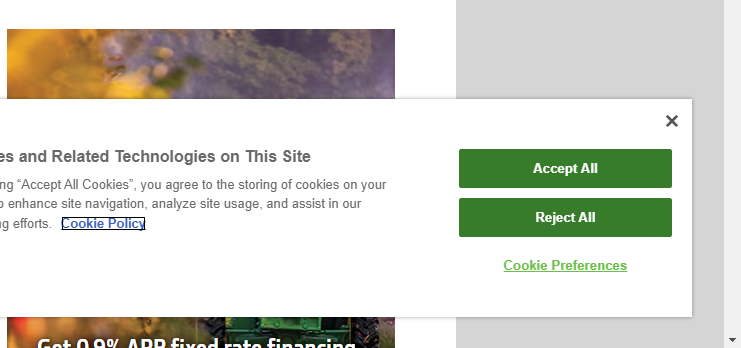 es and Related Technologies on This Site
ng “Accept All Cookies”, you agree to the storing of cookies on your
o enhance site navigation, analyze site usage, and assist in our
ng efforts. Cookie Policy
Accept All
Reject All
Cookie Preferences
Get 0.9% APR fixed rate financing